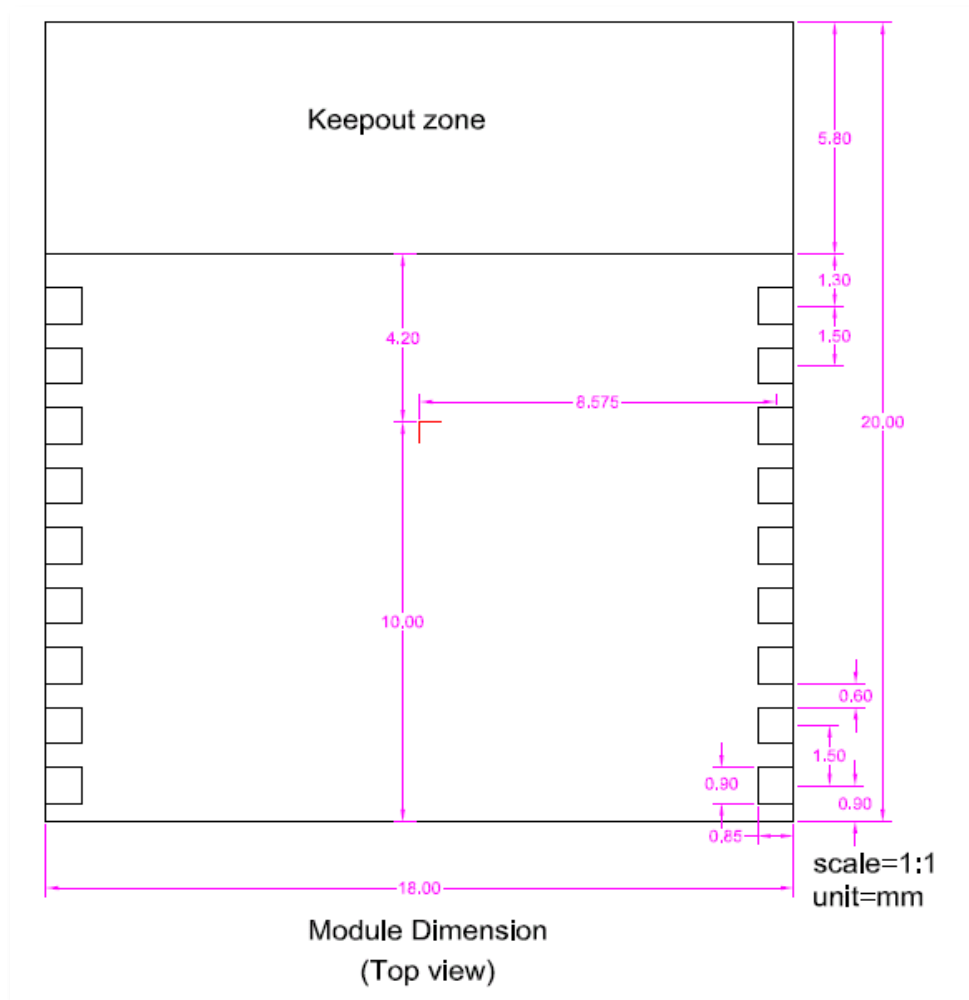 Keepout zone
5.80
1.30
4.20
1.50
8.575
20.00
10.00
0.60
1.50
0.90
0.90
0.85
scale=1:1
18.00
unit=mm
Module Dimension
(Top view)